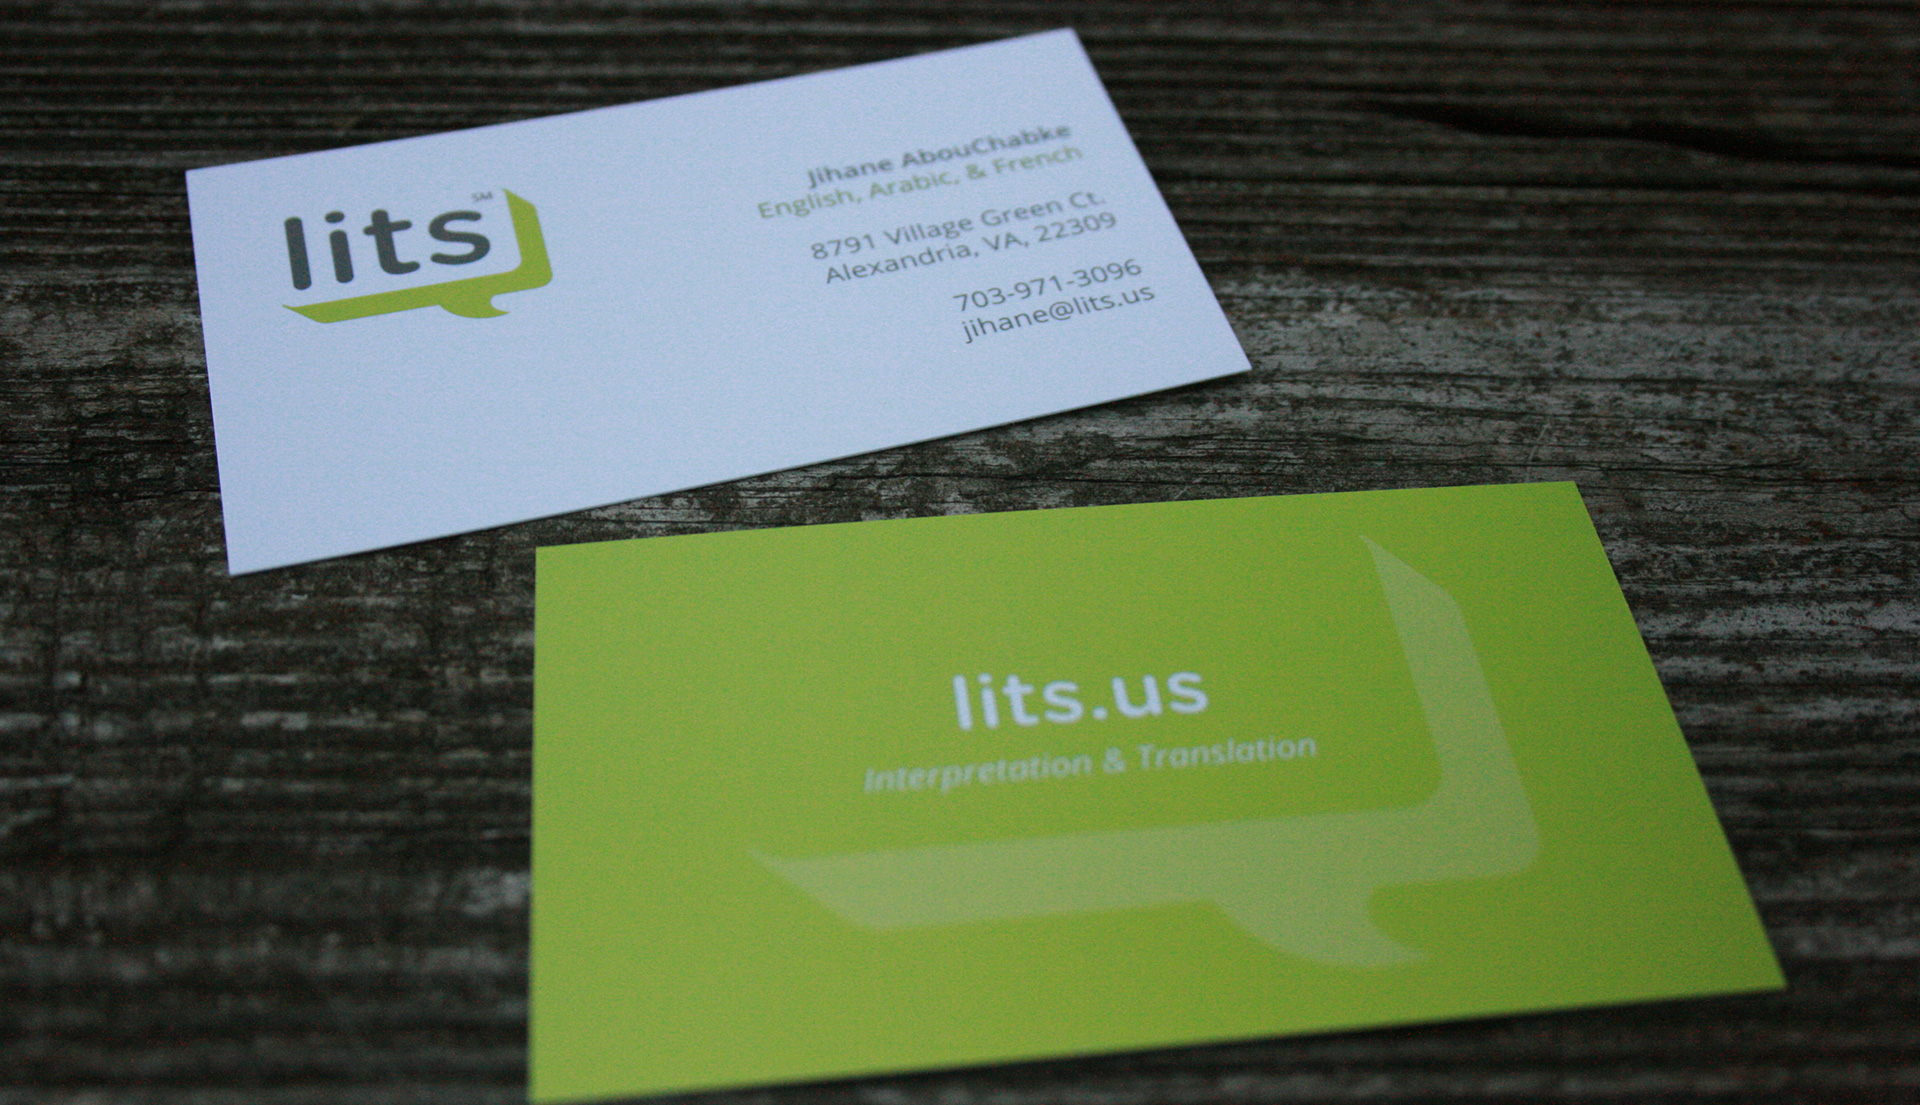 lits SM
Jihane AbouChabke
English, Arabic, & French
8791 Village Green Ct.
Alexandria, VA, 22309
703-971-3096
jihane@lits.us
lits.us
Interpretation & Translation